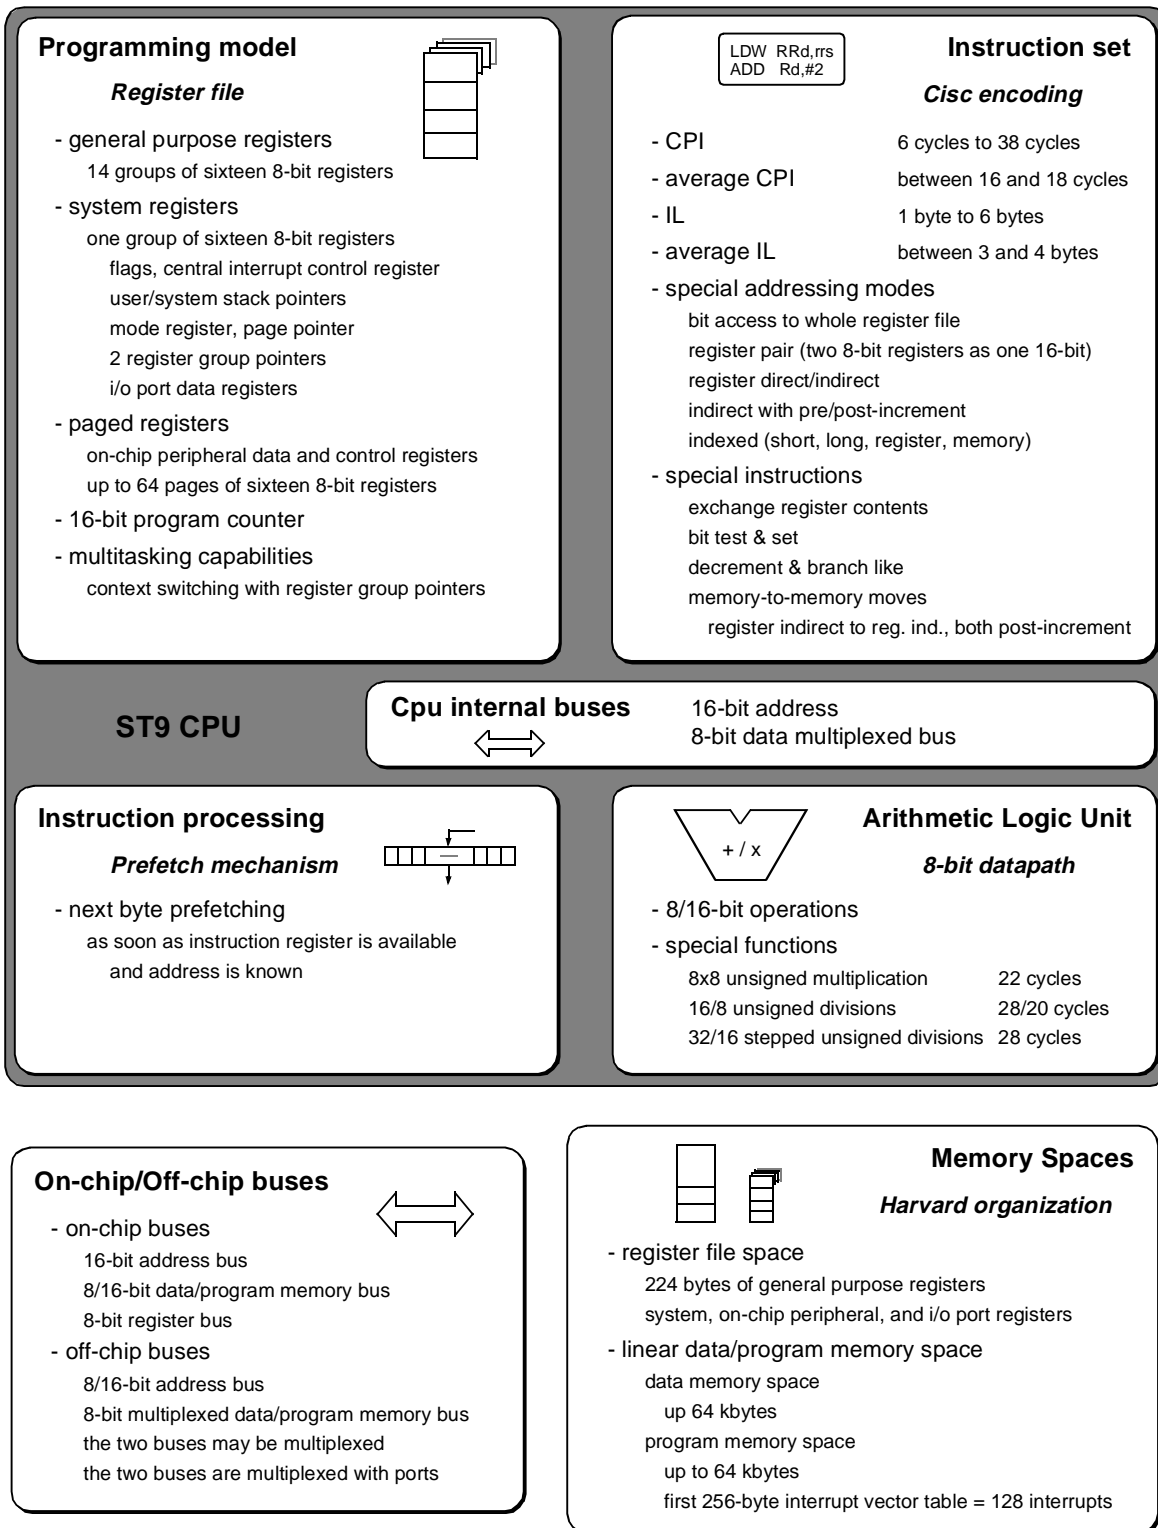 Programming model
Register file
- general purpose registers
14 groups of sixteen 8-bit registers
- system registers
one group of sixteen 8-bit registers
flags, central interrupt control register
user/system stack pointers
mode register, page pointer
2 register group pointers
i/o port data registers
- paged registers
on-chip peripheral data and control registers
up to 64 pages of sixteen 8-bit registers
- 16-bit program counter
- multitasking capabilities
context switching with register group pointers
LDW RRd,rrs
ADD Rd,#2
Instruction set
Cisc encoding
- CPI 6 cycles to 38 cycles
- average CPI between 16 and 18 cycles
- IL 1 byte to 6 bytes
- average IL between 3 and 4 bytes
- special addressing modes
bit access to whole register file
register pair (two 8-bit registers as one 16-bit)
register direct/indirect
indirect with pre/post-increment
indexed (short, long, register, memory)
- special instructions
exchange register contents
bit test & set
decrement & branch like
memory-to-memory moves
register indirect to reg. ind., both post-increment
ST9 CPU
Cpu internal buses 16-bit address
8-bit data multiplexed bus
Instruction processing
Prefetch mechanism
- next byte prefetching
as soon as instruction register is available
and address is known
+ / x
Arithmetic Logic Unit
8-bit datapath
- 8/16-bit operations
- special functions
8x8 unsigned multiplication 22 cycles
16/8 unsigned divisions 28/20 cycles
32/16 stepped unsigned divisions 28 cycles
On-chip/Off-chip buses
- on-chip buses
16-bit address bus
8/16-bit data/program memory bus
8-bit register bus
- off-chip buses
8/16-bit address bus
8-bit multiplexed data/program memory bus
the two buses may be multiplexed
the two buses are multiplexed with ports
Memory Spaces
Harvard organization
- register file space
224 bytes of general purpose registers
system, on-chip peripheral, and i/o port registers
- linear data/program memory space
data memory space
up 64 kbytes
program memory space
up to 64 kbytes
first 256-byte interrupt vector table = 128 interrupts